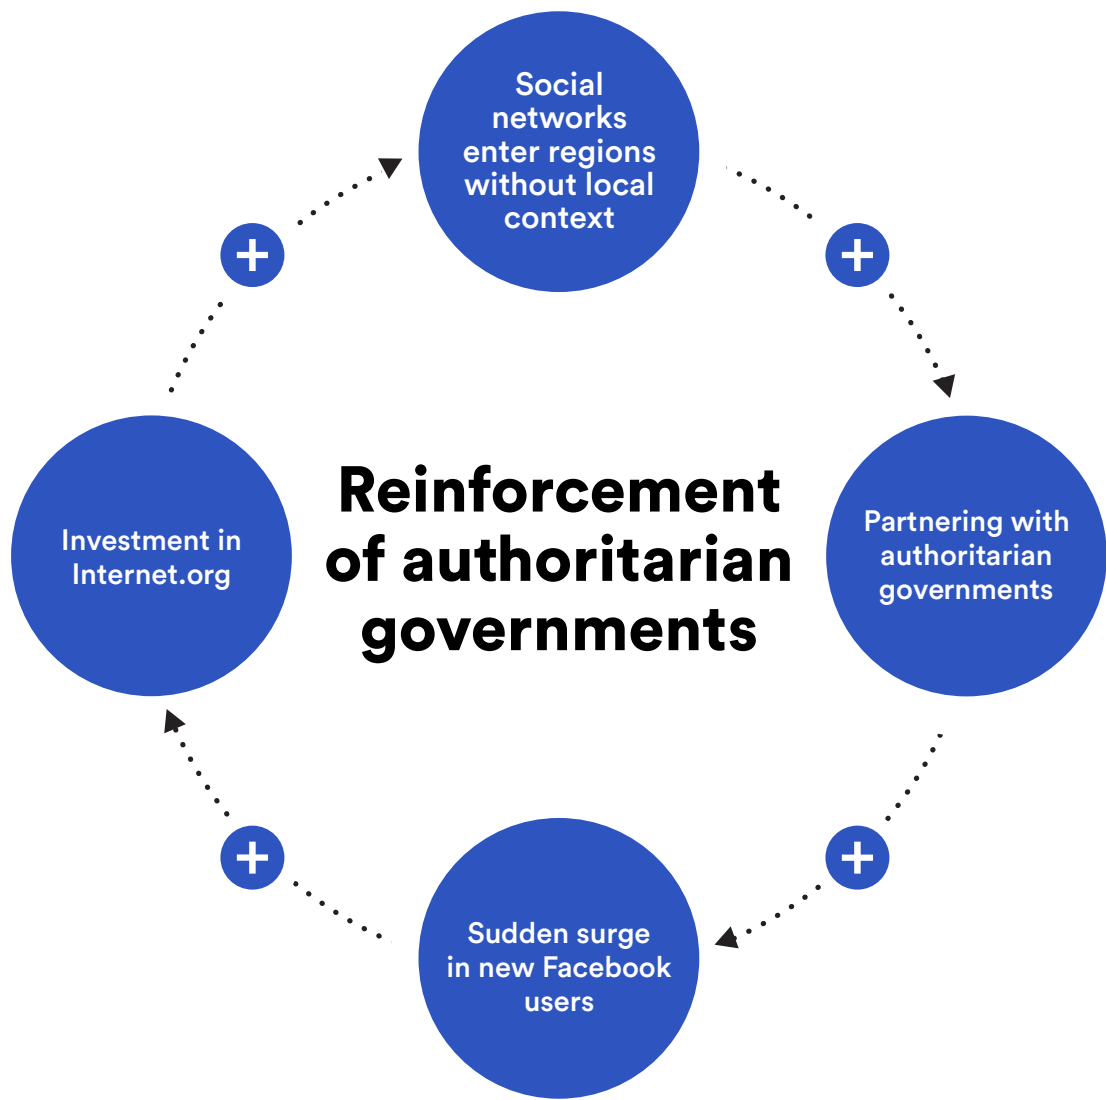 Social
networks
enter regions
without local
context
+
+
Investment in
Internet.org
Reinforcement
of authoritarian
governments
Partnering with
authoritarian
governments
+
+
Sudden surge
in new Facebook
users